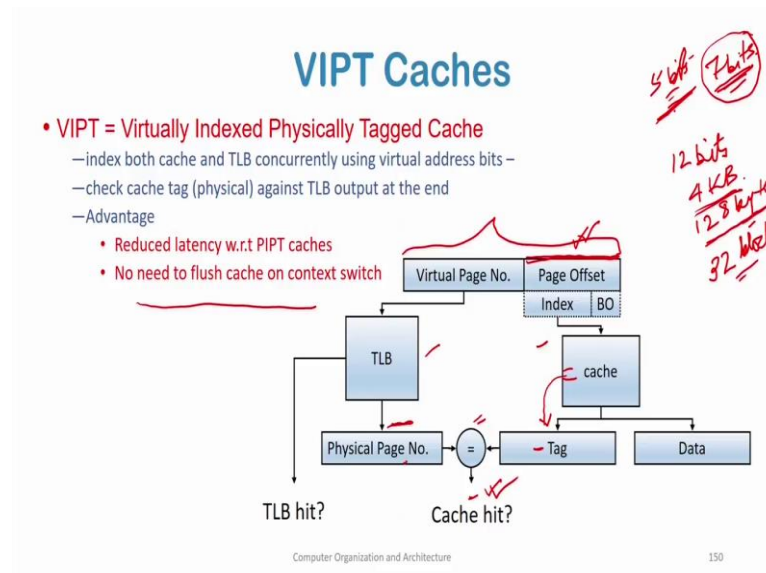 VIPT Caches
• VIPT = Virtually Indexed Physically Tagged Cache
—index both cache and TLB concurrently using virtual address bits –
—check cache tag (physical) against TLB output at the end
—Advantage
• Reduced latency w.r.t PIPT caches
• No need to flush cache on context switch
5 bits 7 bits
12 bits
4 KB
128 bytes
32
Virtual Page No. Page Offset
Index BO
TLB
cache
Physical Page No. = Tag Data
TLB hit? Cache hit?
Computer Organization and Architecture 150